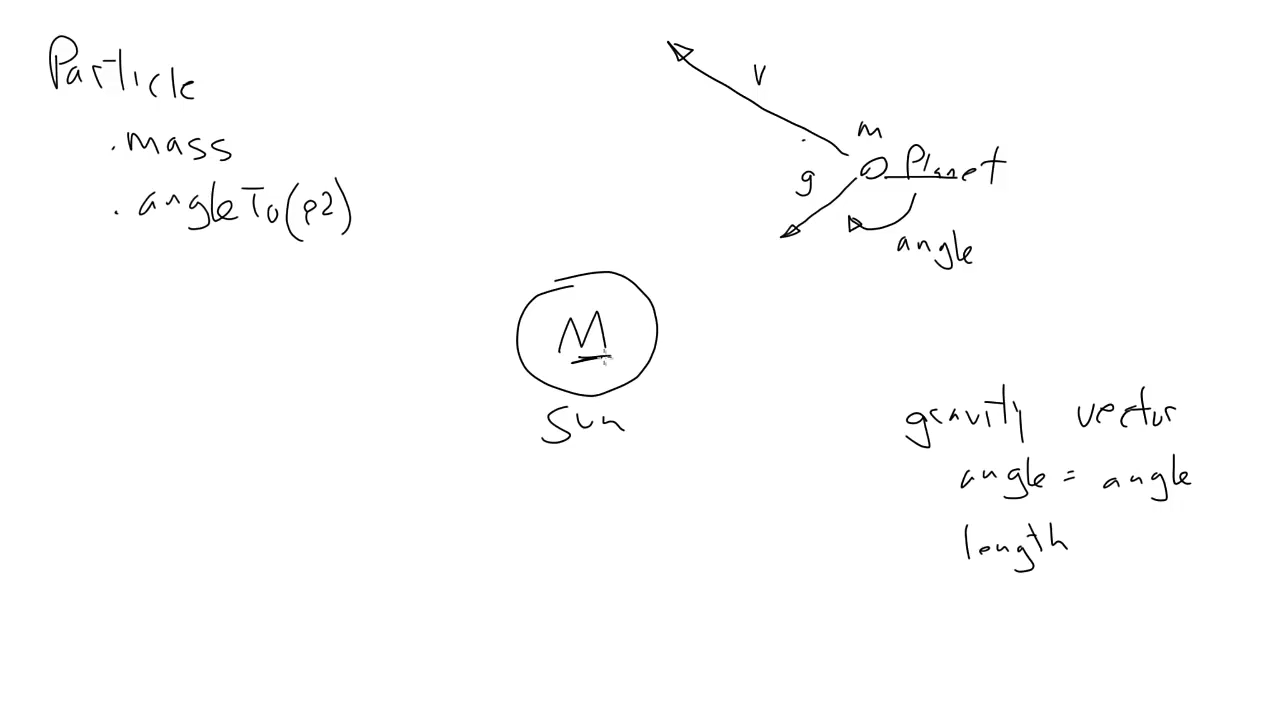 Particle
.mass
.angleTo(p2)
v
m
Planet
g
angle
M
Sun
gravity vector
angle = angle
length